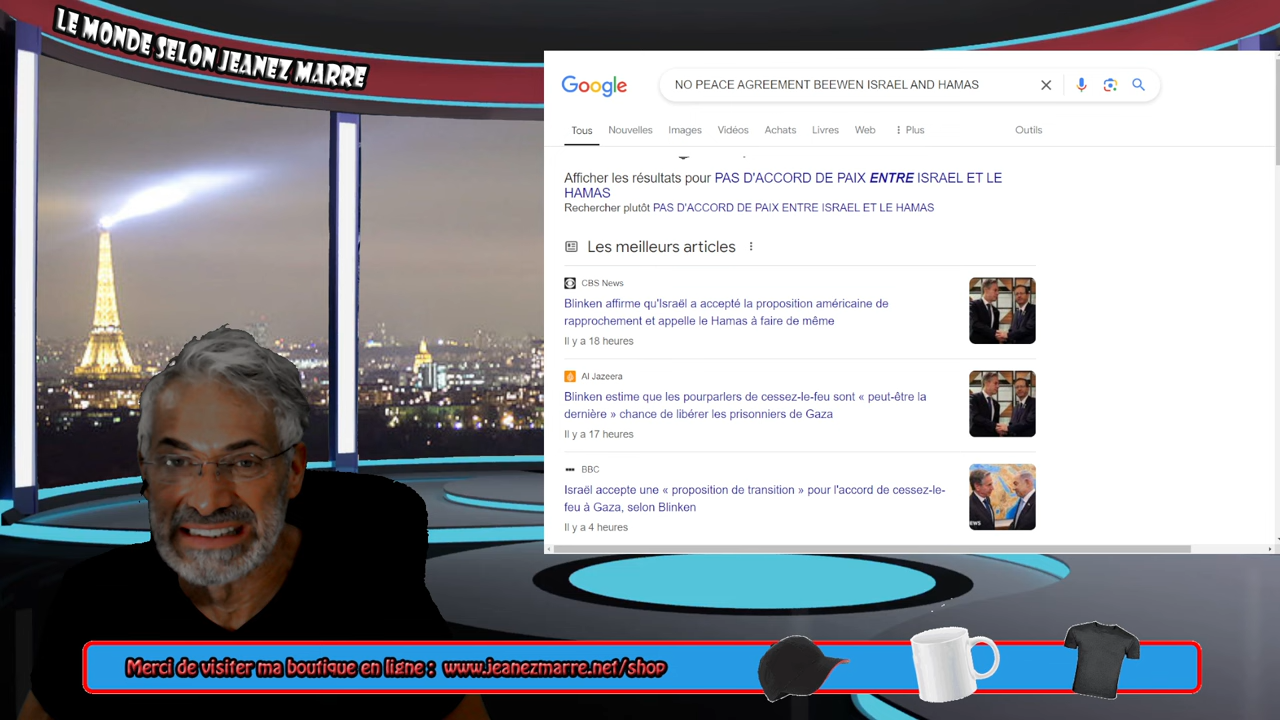 LE MONDE SELON JEANEZ MARRE
Google
NO PEACE AGREEMENT BEEWEN ISRAEL AND HAMAS
Tous Nouvelles Images Vidéos Achats Livres Web Plus Outils
Afficher les résultats pour PAS D'ACCORD DE PAIX ENTRE ISRAEL ET LE
HAMAS
Rechercher plutôt PAS D'ACCORD DE PAIX ENTRE ISRAEL ET LE HAMAS
Les meilleurs articles
CBS News
Blinken affirme qu'Israël a accepté la proposition américaine de
rapprochement et appelle le Hamas à faire de même
Il y a 18 heures
Al Jazeera
Blinken estime que les pourparlers de cessez-le-feu sont « peut-être la
dernière » chance de libérer les prisonniers de Gaza
Il y a 17 heures
BBC
Israël accepte une « proposition de transition » pour l'accord de cessez-le-
feu à Gaza, selon Blinken
Il y a 4 heures
Merci de visiter ma boutique en ligne : www.jeanezmarre.net/shop